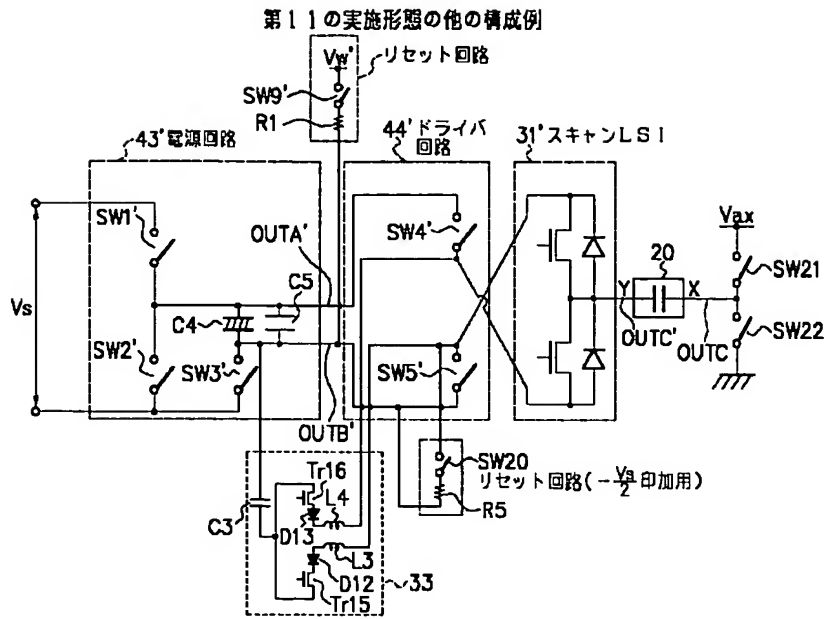 第11の実施形態の他の構成例
Vw'
リセット回路
SW9'
R1
43'電源回路
44'ドライバ
回路
31'スキャンLSI
SW1'
OUTA'
SW4'
Vax
20
SW21
Vs
C5
C4
Y
X
OUTC'
OUTC
SW22
SW2'
SW3'
SW5'
OUTB'
Tr16
SW20
リセット回路(-Vs/2印加用)
L4
C3
D13
R5
L3
D12
33
Tr15